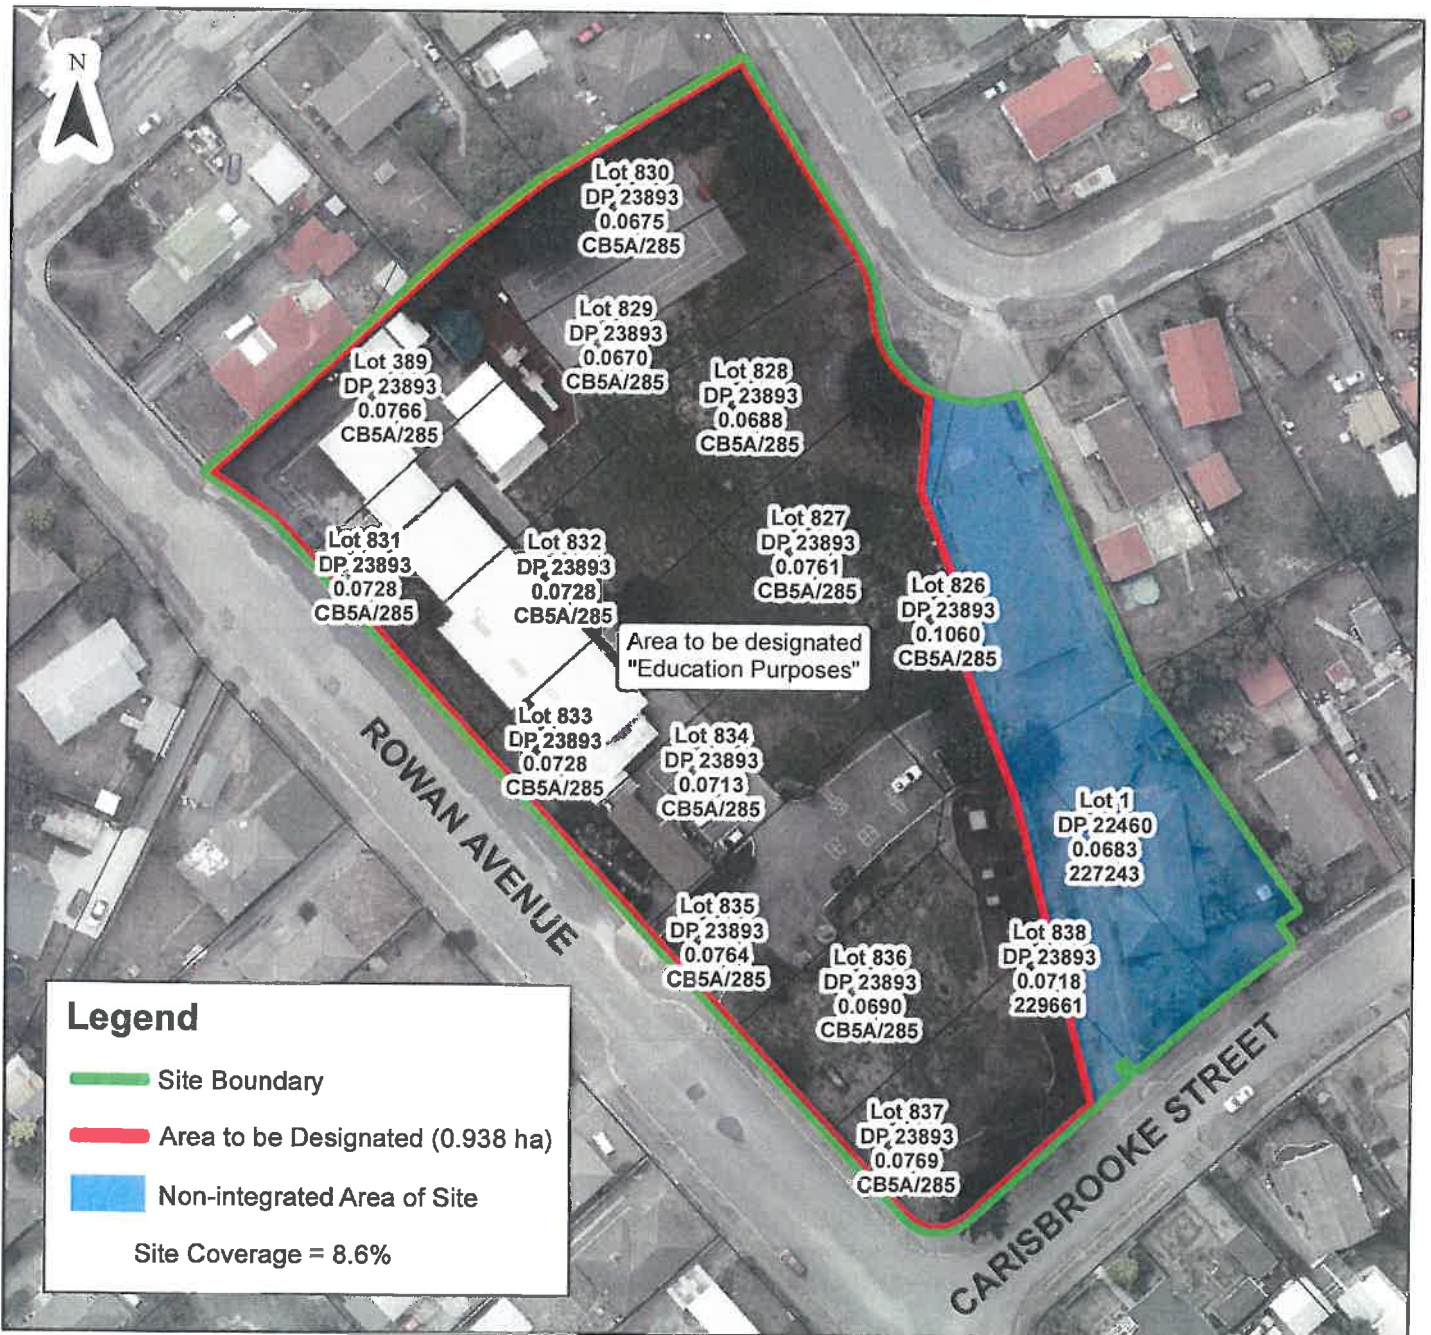 N
Lot 830
DP 23893
0.0675
CB5A/285
Lot 829
DP 23893
0.0670
CB5A/285
Lot 389
DP 23893
0.0766
CB5A/285
Lot 828
DP 23893
0.0688
CB5A/285
Lot 827
DP 23893
0.0761
CB5A/285
Lot 831
DP 23893
0.0728
CB5A/285
Lot 832
DP 23893
0.0728
CB5A/285
Lot 826
DP 23893
0.1060
CB5A/285
Area to be designated
"Education Purposes"
Lot 833
DP 23893
0.0728
CB5A/285
Lot 834
DP 23893
0.0713
CB5A/285
Lot 1
DP 22460
0.0683
227243
ROWAN AVENUE
Lot 835
DP 23893
0.0764
CB5A/285
Lot 836
DP 23893
0.0690
CB5A/285
Lot 838
DP 23893
0.0718
229661
Lot 837
DP 23893
0.0769
CB5A/285
CARISBROOKE STREET
Legend
Site Boundary
Area to be Designated (0.938 ha)
Non-integrated Area of Site
Site Coverage = 8.6%